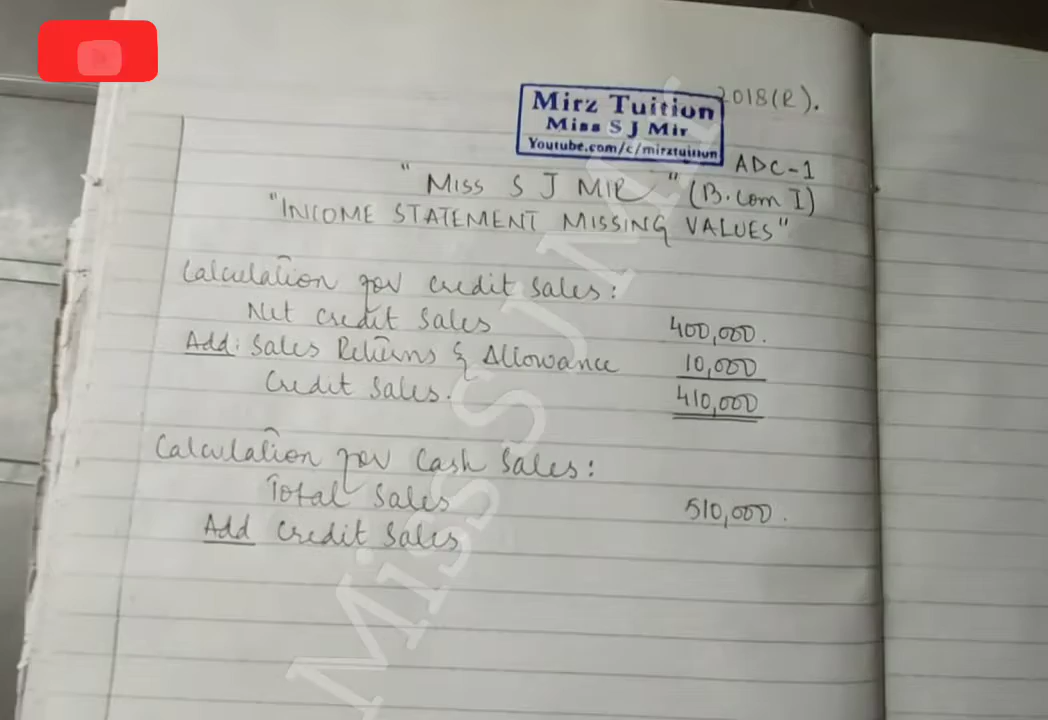 2018(R).
Mirz Tuition
Miss S J Mir
Youtube.com/c/mirztuition
ADC-1
"MISS S J MIR" (B.Com I)
"INCOME STATEMENT MISSING VALUES"
Calculation for Credit Sales:
Net Credit Sales 400,000.
Add: Sales Returns & Allowance 10,000
Credit Sales. 410,000
Calculation for Cash Sales:
Total Sales 510,000.
Add Credit Sales
Miss S J Mir